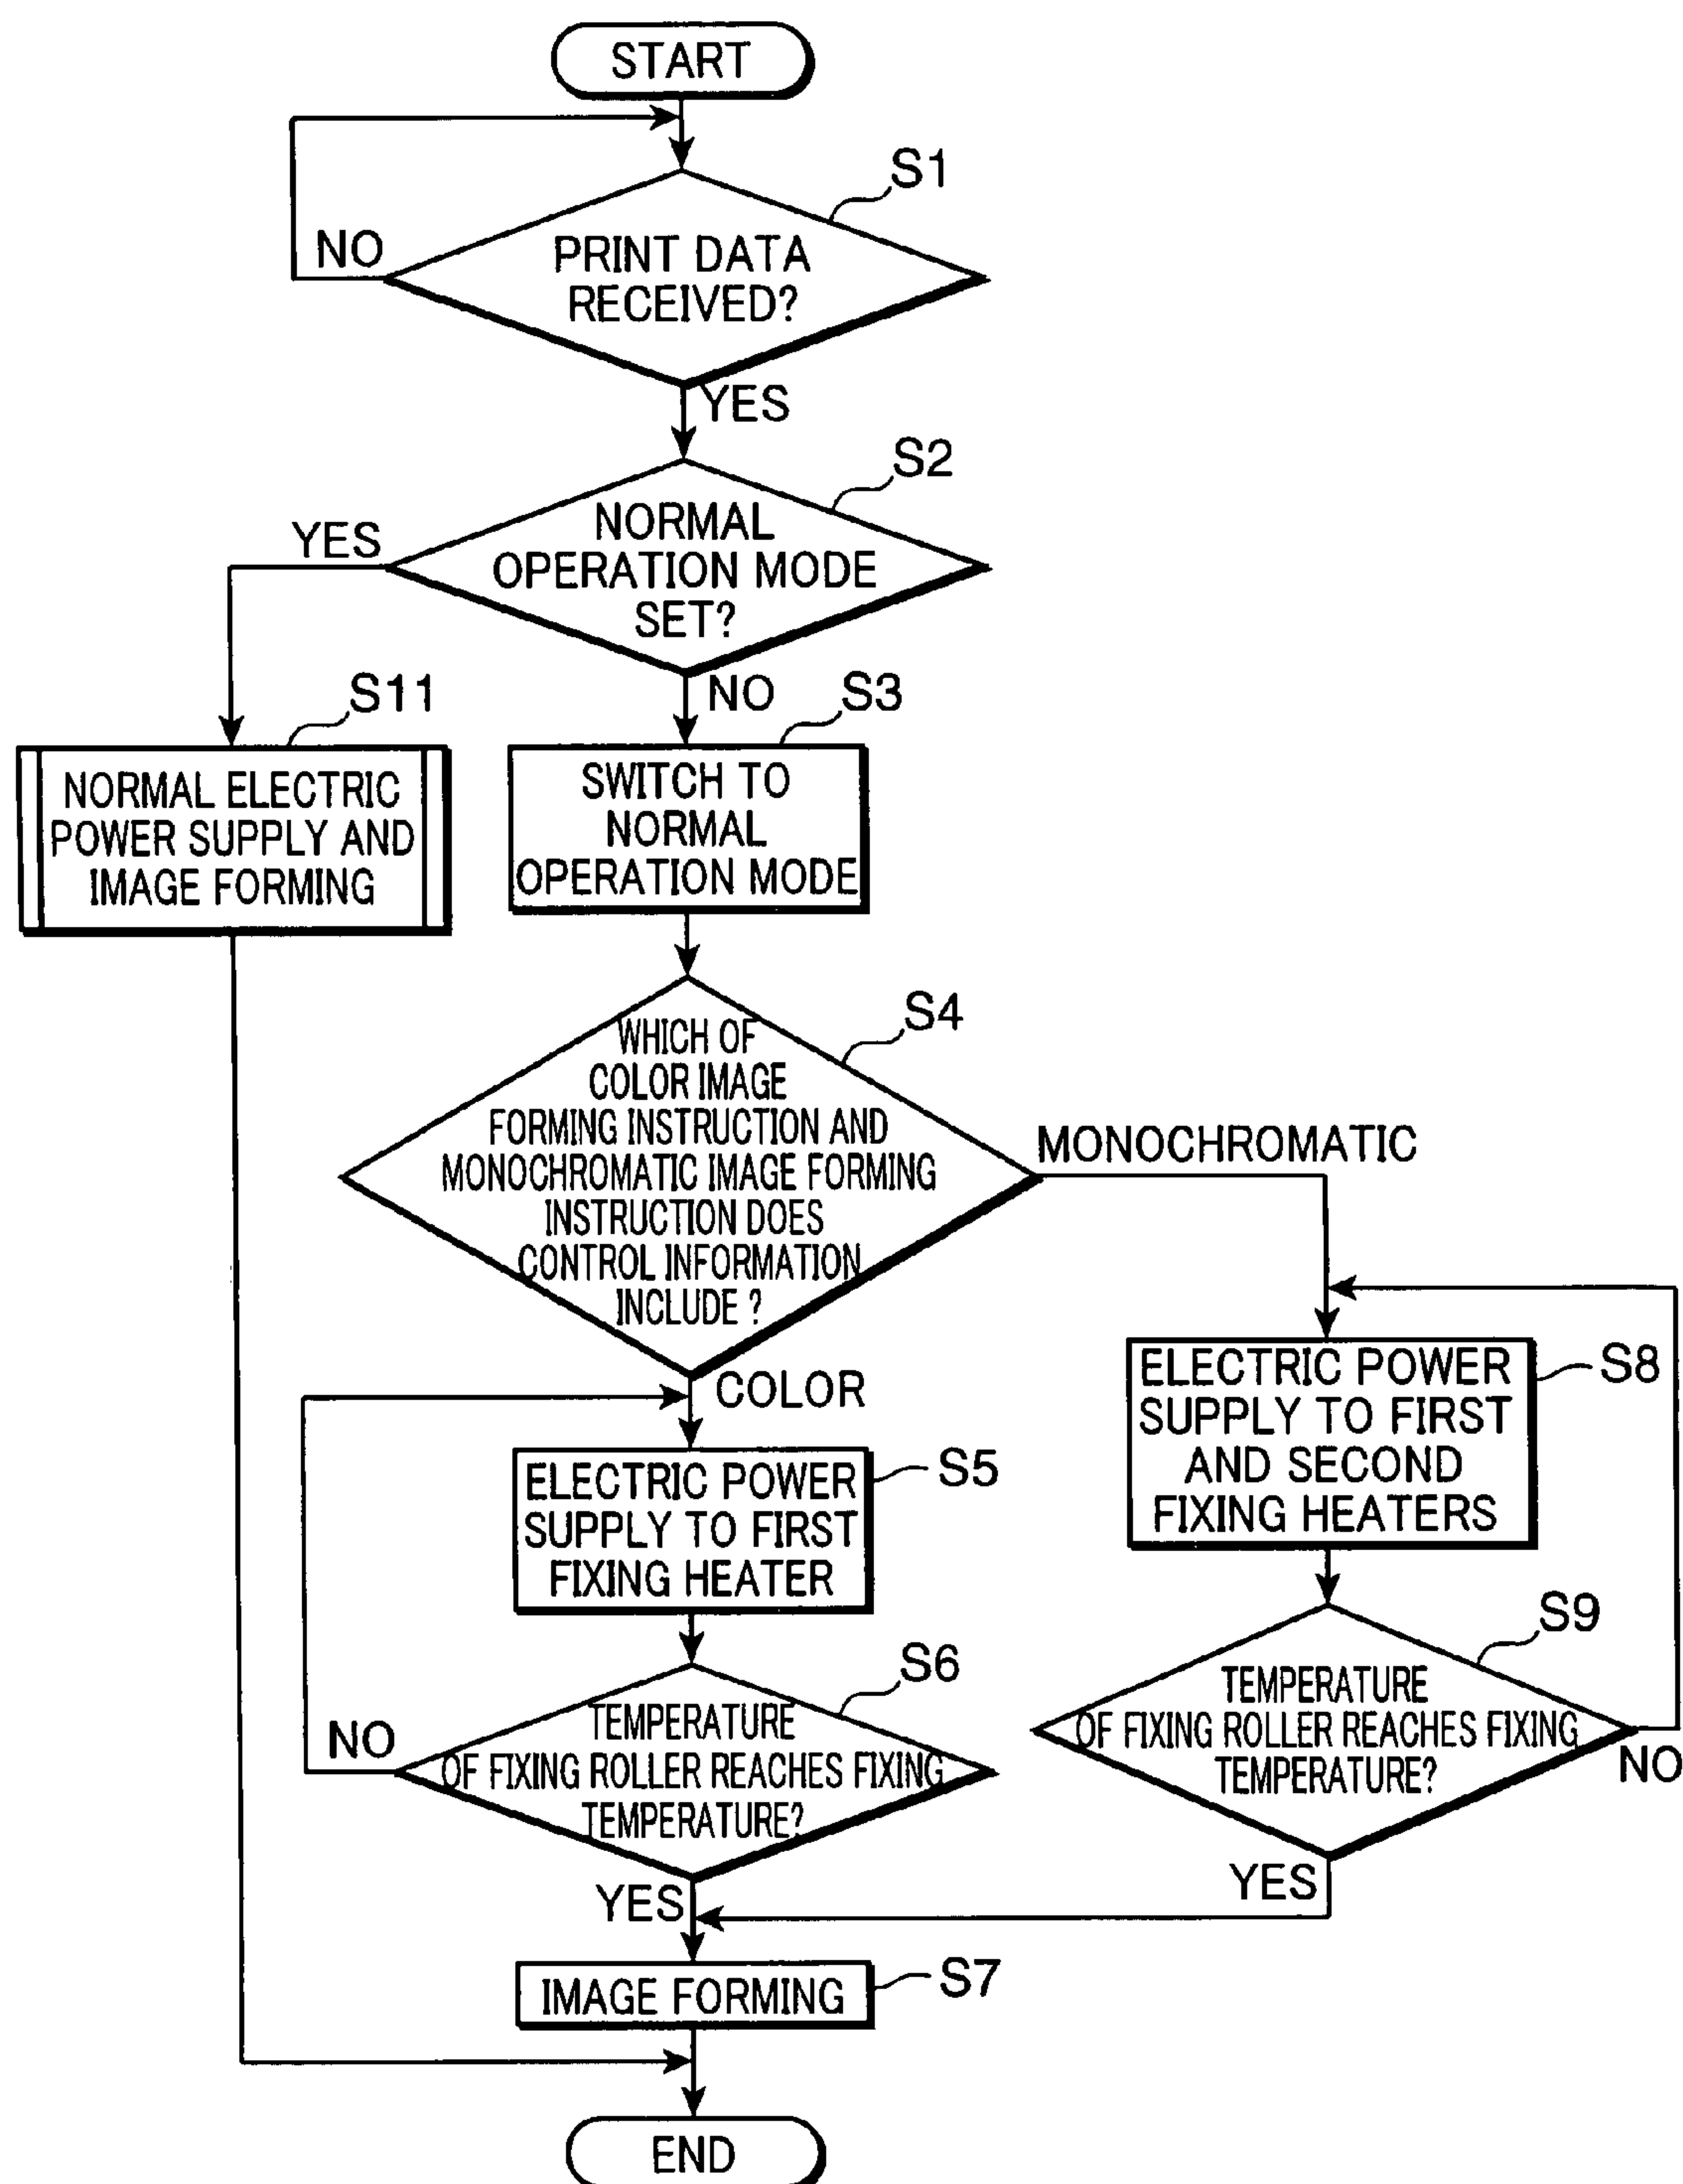 START
S1
NO
PRINT DATA
RECEIVED?
YES
S2
YES
NORMAL
OPERATION MODE
SET?
NO
S11
S3
NORMAL ELECTRIC
POWER SUPPLY AND
IMAGE FORMING
SWITCH TO
NORMAL
OPERATION MODE
S4
WHICH OF
COLOR IMAGE
FORMING INSTRUCTION AND
MONOCHROMATIC IMAGE FORMING
INSTRUCTION DOES
CONTROL INFORMATION
INCLUDE ?
MONOCHROMATIC
COLOR
ELECTRIC POWER
SUPPLY TO FIRST
AND SECOND
FIXING HEATERS
S8
ELECTRIC POWER
SUPPLY TO FIRST
FIXING HEATER
S5
S9
TEMPERATURE
OF FIXING ROLLER REACHES FIXING
TEMPERATURE?
NO
S6
NO
TEMPERATURE
OF FIXING ROLLER REACHES FIXING
TEMPERATURE?
YES
YES
IMAGE FORMING
S7
END